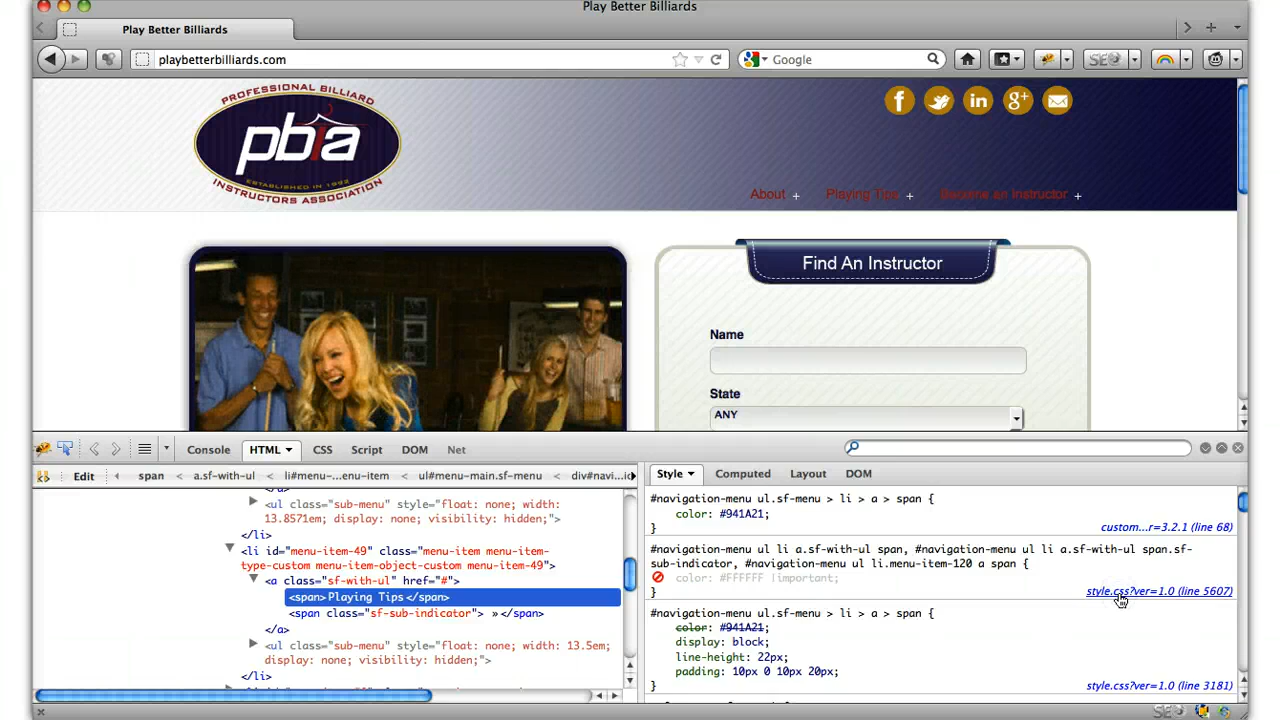 Play Better Billiards
Play Better Billiards
playbetterbilliards.com
Google
SEO
PROFESSIONAL BILLIARD
pbia
ESTABLISHED IN 1992
INSTRUCTORS ASSOCIATION
f in g+
About + Playing Tips + Become an Instructor +
Find An Instructor
Name
State
ANY
Console HTML CSS Script DOM Net
Edit span < a.sf-with-ul < li#menu-...enu-item < ul#menu-main.sf-menu < div#navi...ic
Style Computed Layout DOM
</a>
<ul class="sub-menu" style="float: none; width:
13.8571em; display: none; visibility: hidden;">
</li>
<li id="menu-item-49" class="menu-item menu-item-
type-custom menu-item-object-custom menu-item-49">
<a class="sf-with-ul" href="#">
<span>Playing Tips </span>
<span class="sf-sub-indicator"> »</span>
</a>
<ul class="sub-menu" style="float: none; width: 13.5em;
display: none; visibility: hidden;">
</li>
#navigation-menu ul.sf-menu > li > a > span {
color: #941A21;
}
custom...r=3.2.1 (line 68)
#navigation-menu ul li a.sf-with-ul span, #navigation-menu ul li a.sf-with-ul span.sf-
sub-indicator, #navigation-menu ul li.menu-item-120 a span {
color: #FFFFFF !important;
}
style.css?ver=1.0 (line 5607)
#navigation-menu ul.sf-menu > li > a > span {
color: #941A21;
display: block;
line-height: 22px;
padding: 10px 0 10px 20px;
}
style.css?ver=1.0 (line 3181)
SEO